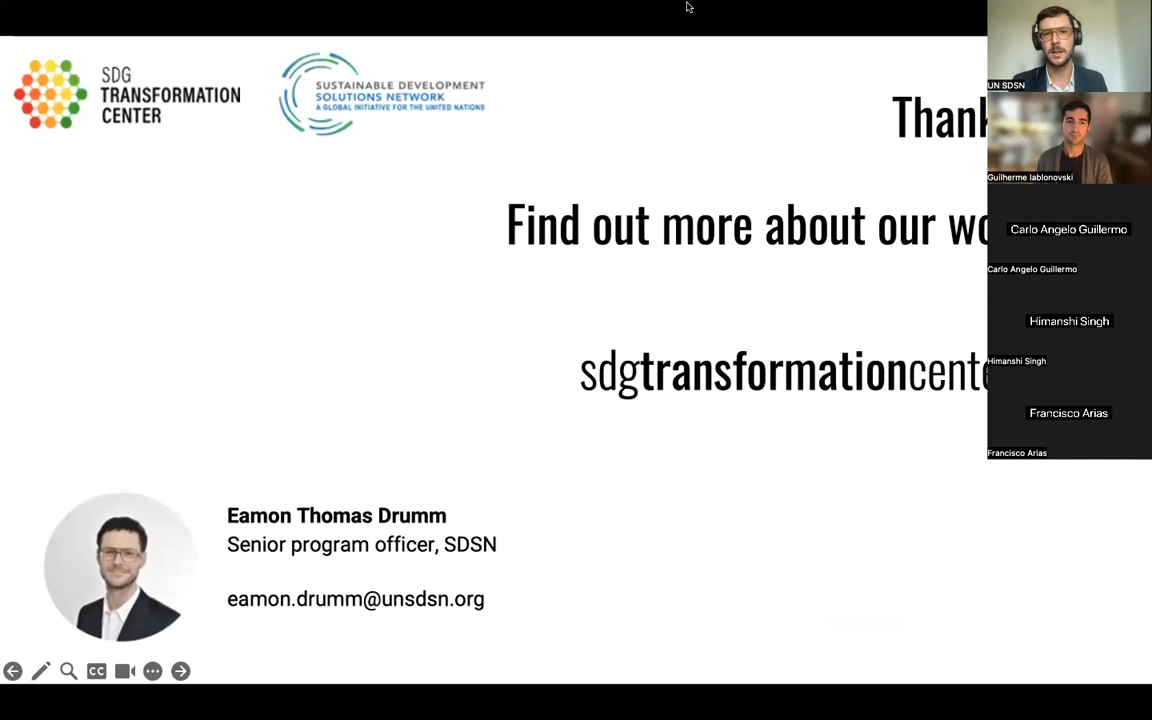 SDG
TRANSFORMATION
CENTER
SUSTAINABLE DEVELOPMENT
SOLUTIONS NETWORK
A GLOBAL INITIATIVE FOR THE UNITED NATIONS
Thank
Find out more about our wo
sdgtransformationcente
Eamon Thomas Drumm
Senior program officer, SDSN
eamon.drumm@unsdsn.org
CC
UN SDSN
Guilherme Iablonovski
Carlo Angelo Guillermo
Carlo Angelo Guillermo
Himanshi Singh
Himanshi Singh
Francisco Arias
Francisco Arias